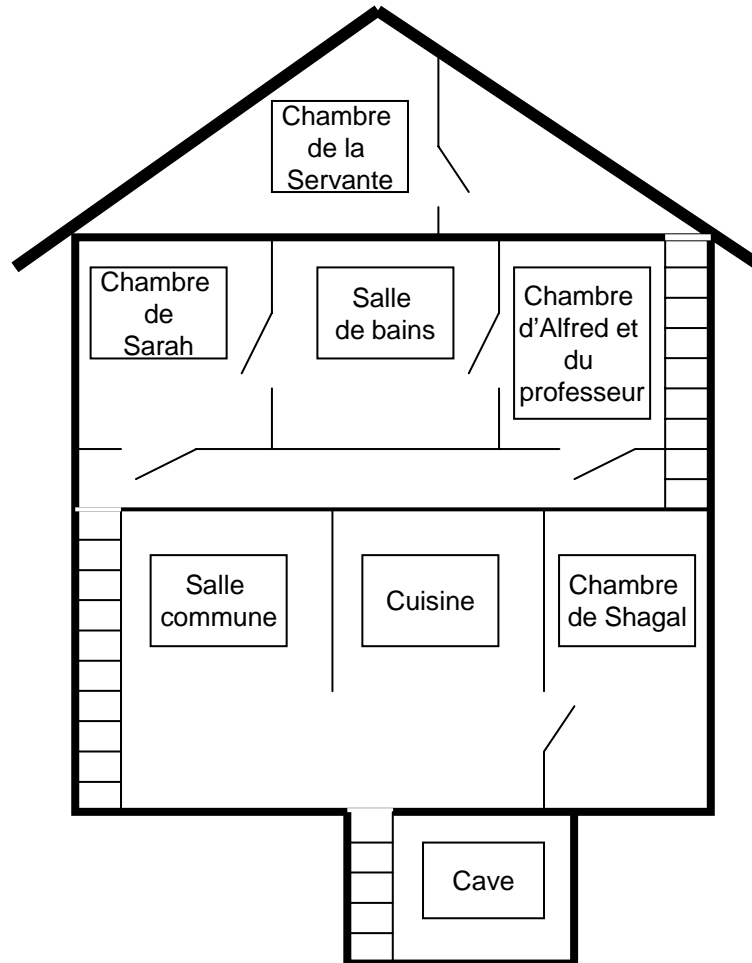 Chambre
de la
Servante
Chambre
de
Sarah
Salle
de bains
Chambre
d’Alfred et
du
professeur
Salle
commune
Cuisine
Chambre
de Shagal
Cave